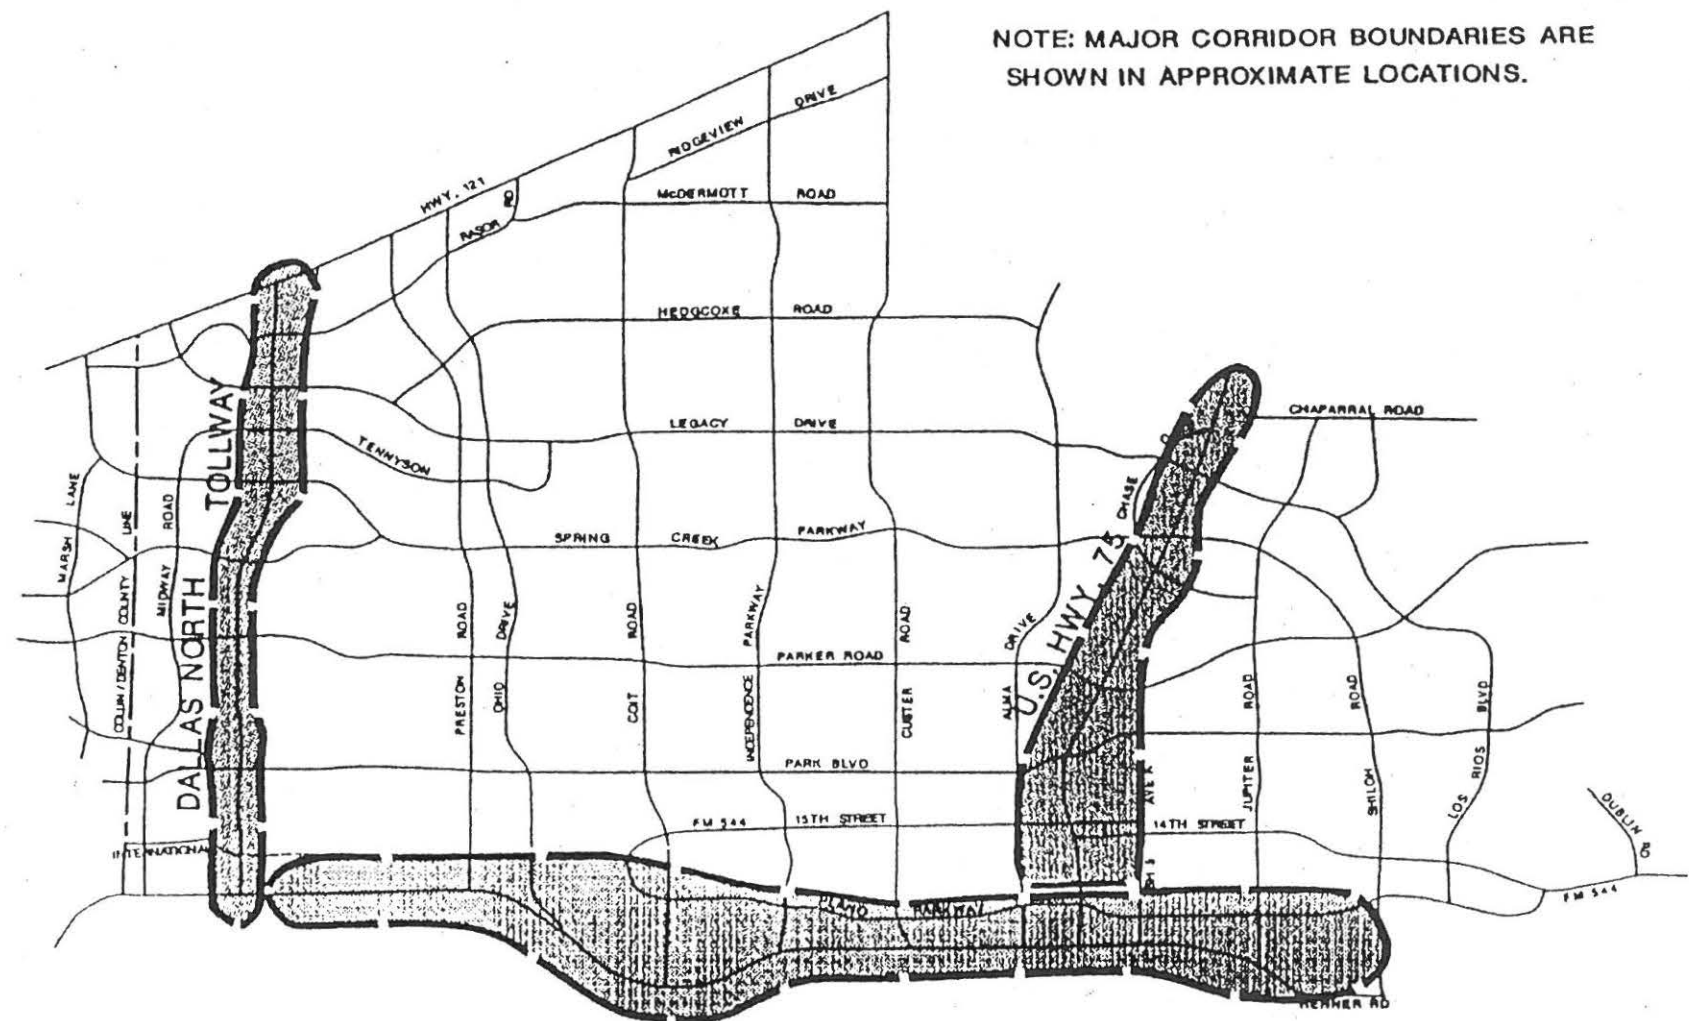 NOTE: MAJOR CORRIDOR BOUNDARIES ARE
SHOWN IN APPROXIMATE LOCATIONS.
RIDGEVIEW DRIVE
HWY. 121
McDERMOTT ROAD
RASOR RD
HEDGCOXE ROAD
CHAPARRAL ROAD
LEGACY DRIVE
TENNYSON
CHASE
SPRING CREEK PARKWAY
DALLAS NORTH TOLLWAY
U.S. HWY. 75
MARSH LANE
COLLIN / DENTON COUNTY LINE
MIDWAY ROAD
PRESTON ROAD
OHIO DRIVE
COIT ROAD
INDEPENDENCE PARKWAY
CUSTER ROAD
ALMA DRIVE
PARKER ROAD
JUPITER ROAD
SHILOH ROAD
LOS RIOS BLVD
PARK BLVD
AVE K
FM 544 15TH STREET
14TH STREET
DUBLIN RD
INTERNATIONAL
PLANO PARKWAY
FM 544
RENNER RD